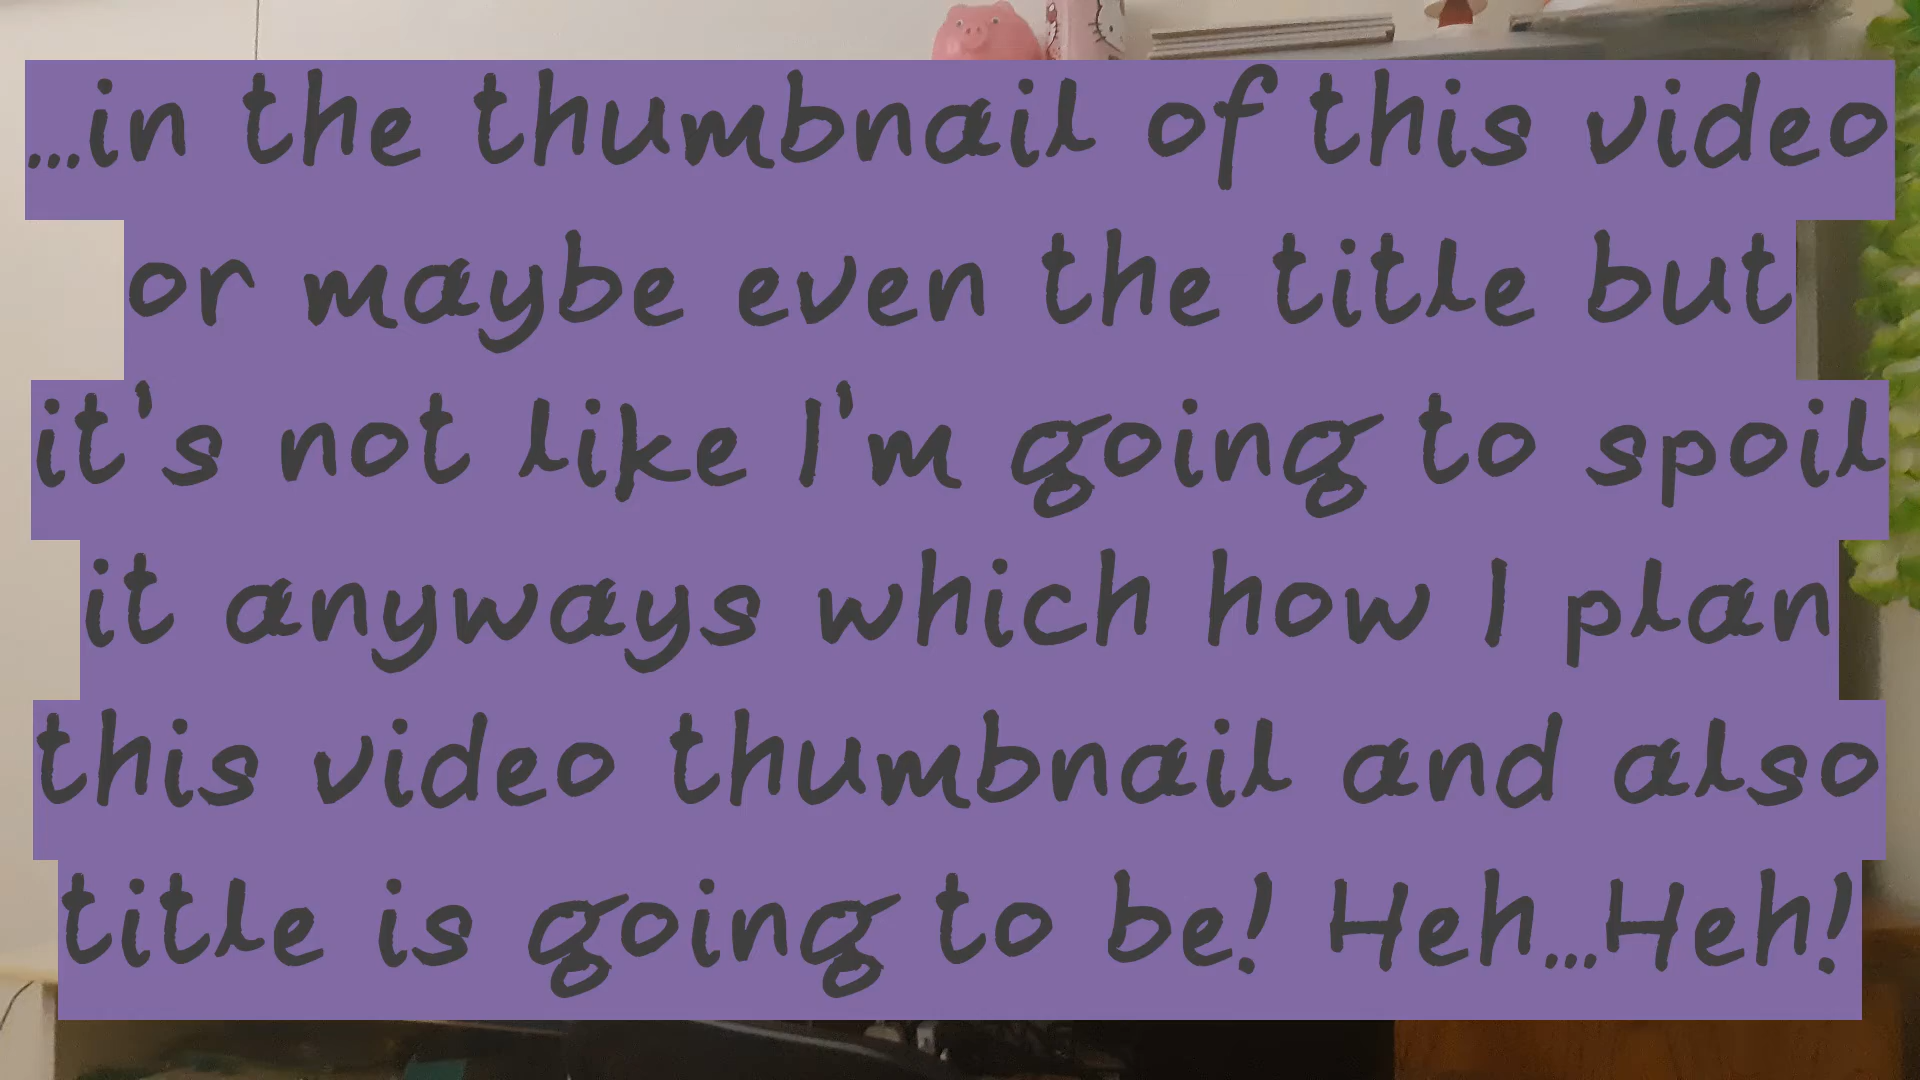 ...in the thumbnail of this video
or maybe even the title but
it's not like I'm going to spoil
it anyways which how I plan
this video thumbnail and also
title is going to be! Heh...Heh!